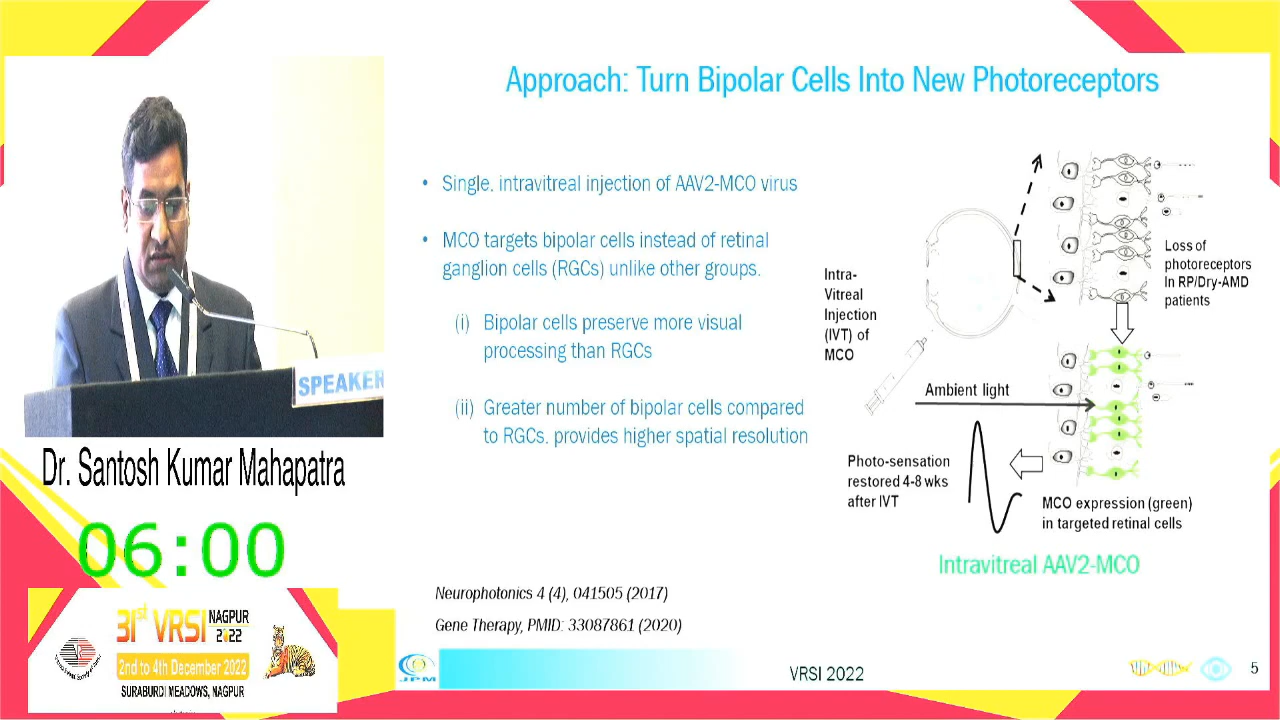 Approach: Turn Bipolar Cells Into New Photoreceptors
• Single, intravitreal injection of AAV2-MCO virus
• MCO targets bipolar cells instead of retinal
ganglion cells (RGCs) unlike other groups.
(i) Bipolar cells preserve more visual
processing than RGCs
(ii) Greater number of bipolar cells compared
to RGCs, provides higher spatial resolution
Intra-
Vitreal
Injection
(IVT) of
MCO
Loss of
photoreceptors
In RP/Dry-AMD
patients
Ambient light
Photo-sensation
restored 4-8 wks
after IVT
MCO expression (green)
in targeted retinal cells
Intravitreal AAV2-MCO
Neurophotonics 4 (4), 041505 (2017)
Gene Therapy, PMID: 33087861 (2020)
JPM
VRSI 2022
5
SPEAKER
Dr. Santosh Kumar Mahapatra
06:00
31st VRSI NAGPUR
2022
2nd to 4th December 2022
SURABURDI MEADOWS, NAGPUR